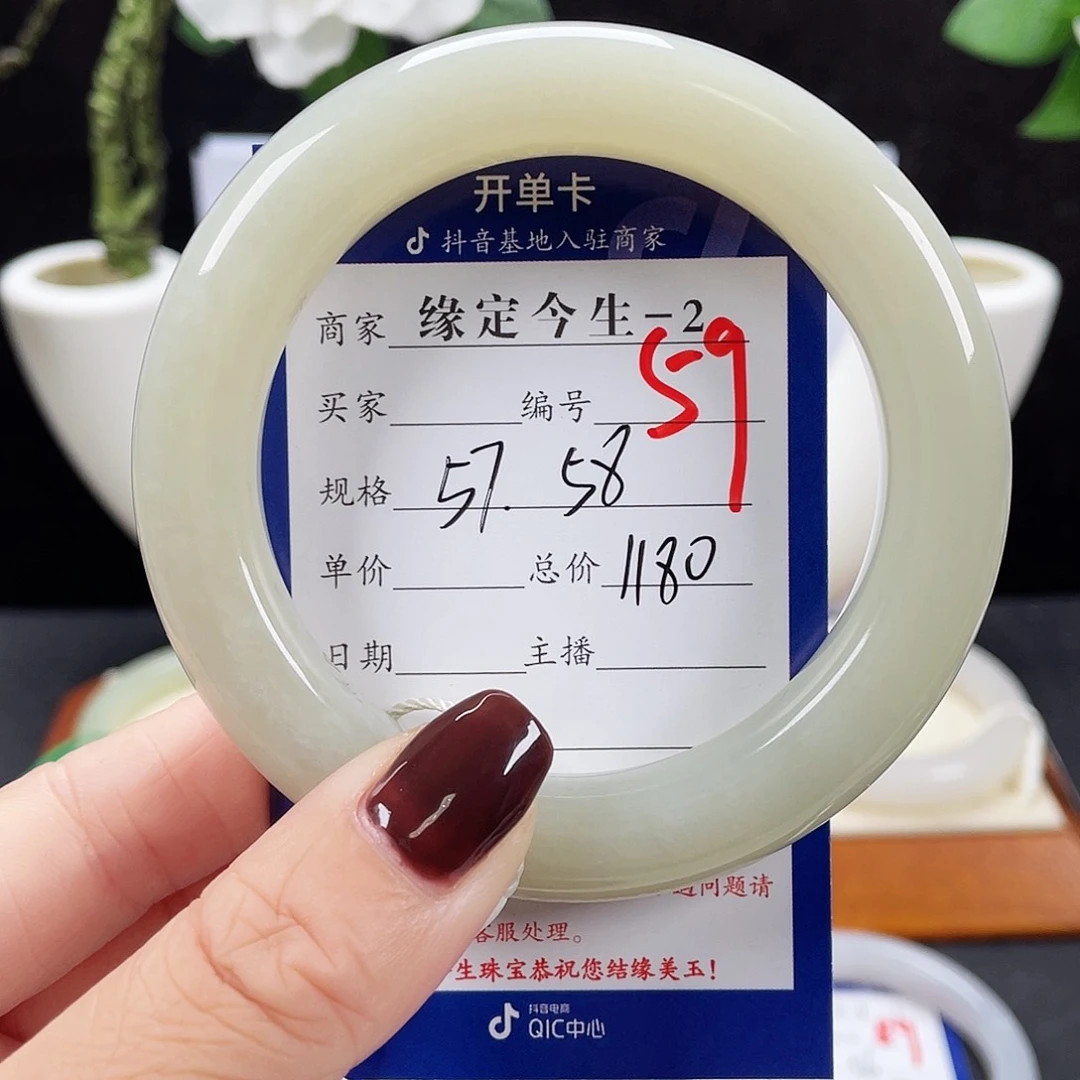 开单卡
抖音基地入驻商家
商家 缘定今生-2
买家 编号 59
规格 57. 58
单价 总价 1180
日期 主播
问题请
客服处理。
生珠宝恭祝您结缘美玉!
抖音电商
QIC中心